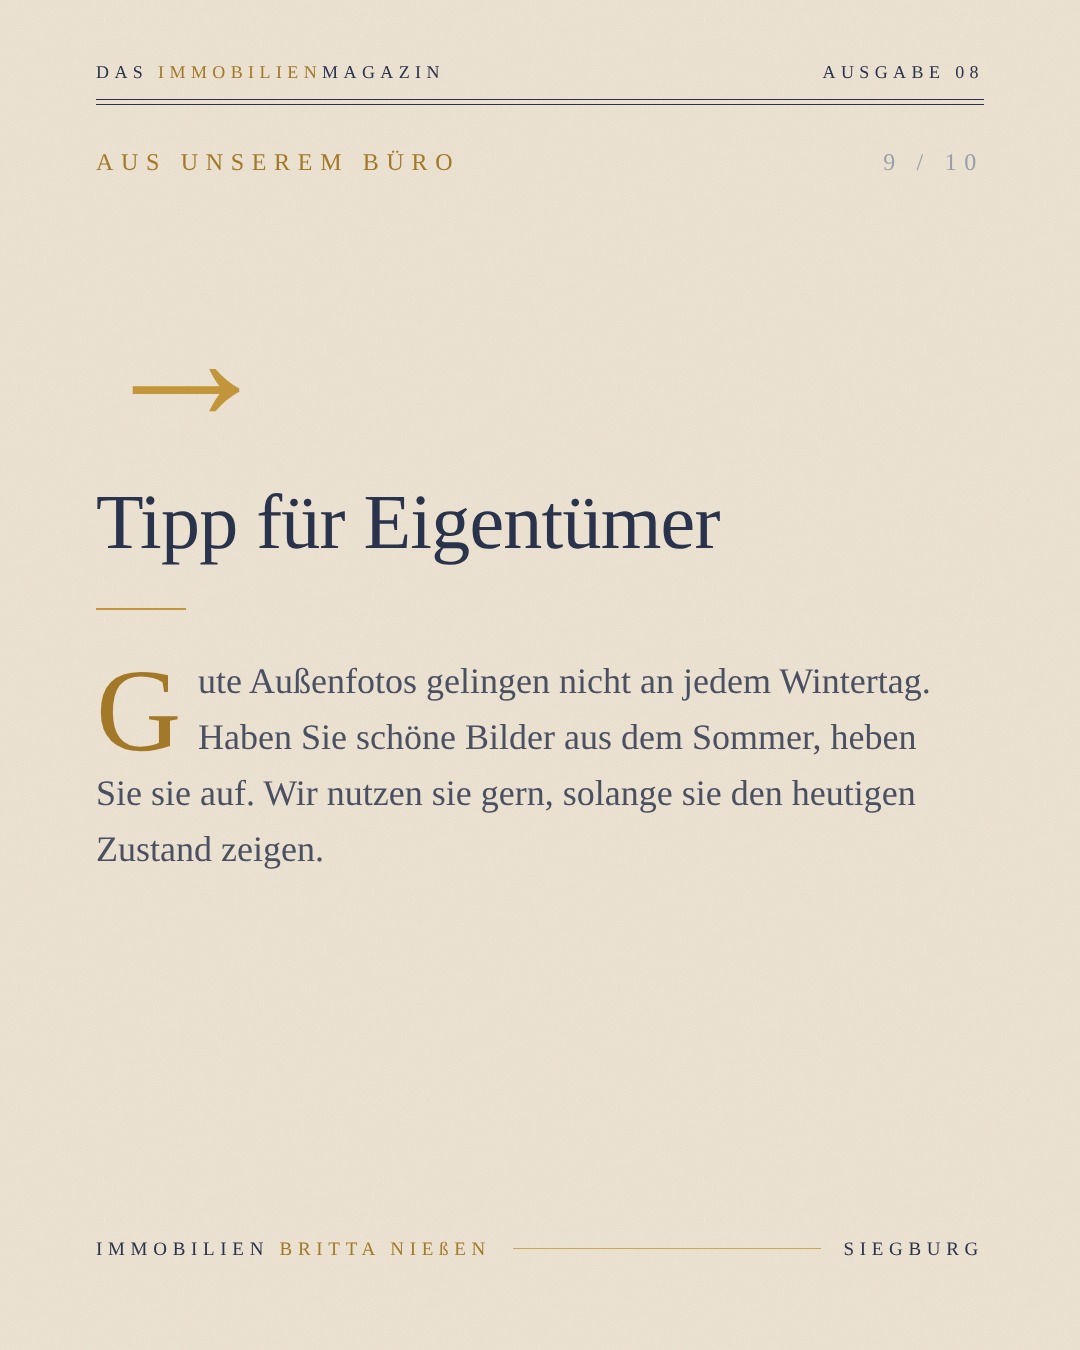 DAS IMMOBILIENMAGAZIN
AUSGABE 08
AUS UNSEREM BÜRO
9 / 10
→
Tipp für Eigentümer
Gute Außenfotos gelingen nicht an jedem Wintertag.
Haben Sie schöne Bilder aus dem Sommer, heben
Sie sie auf. Wir nutzen sie gern, solange sie den heutigen
Zustand zeigen.
IMMOBILIEN BRITTA NIEßEN
SIEGBURG